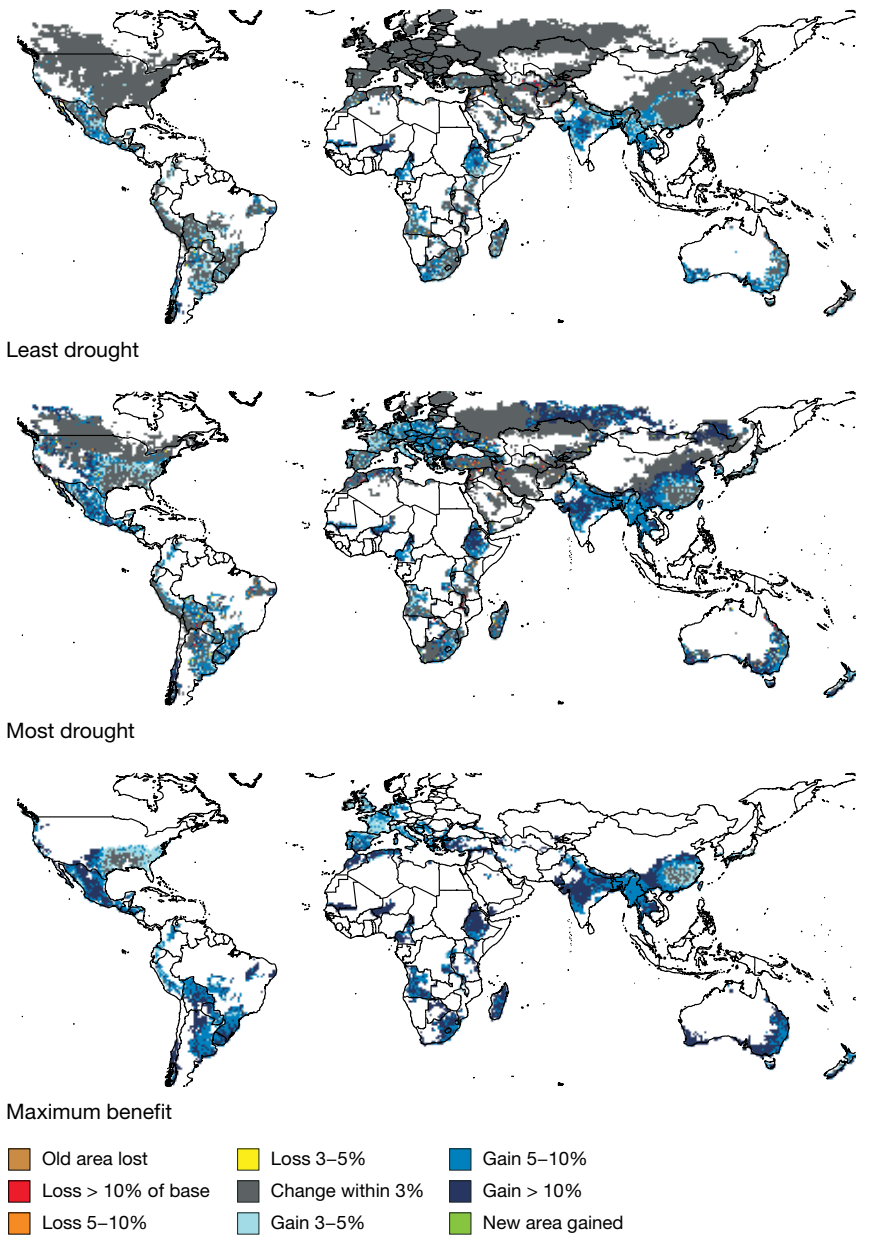 Least drought
Most drought
Maximum benefit
Old area lost
Loss > 10% of base
Loss 5–10%
Loss 3–5%
Change within 3%
Gain 3–5%
Gain 5–10%
Gain > 10%
New area gained